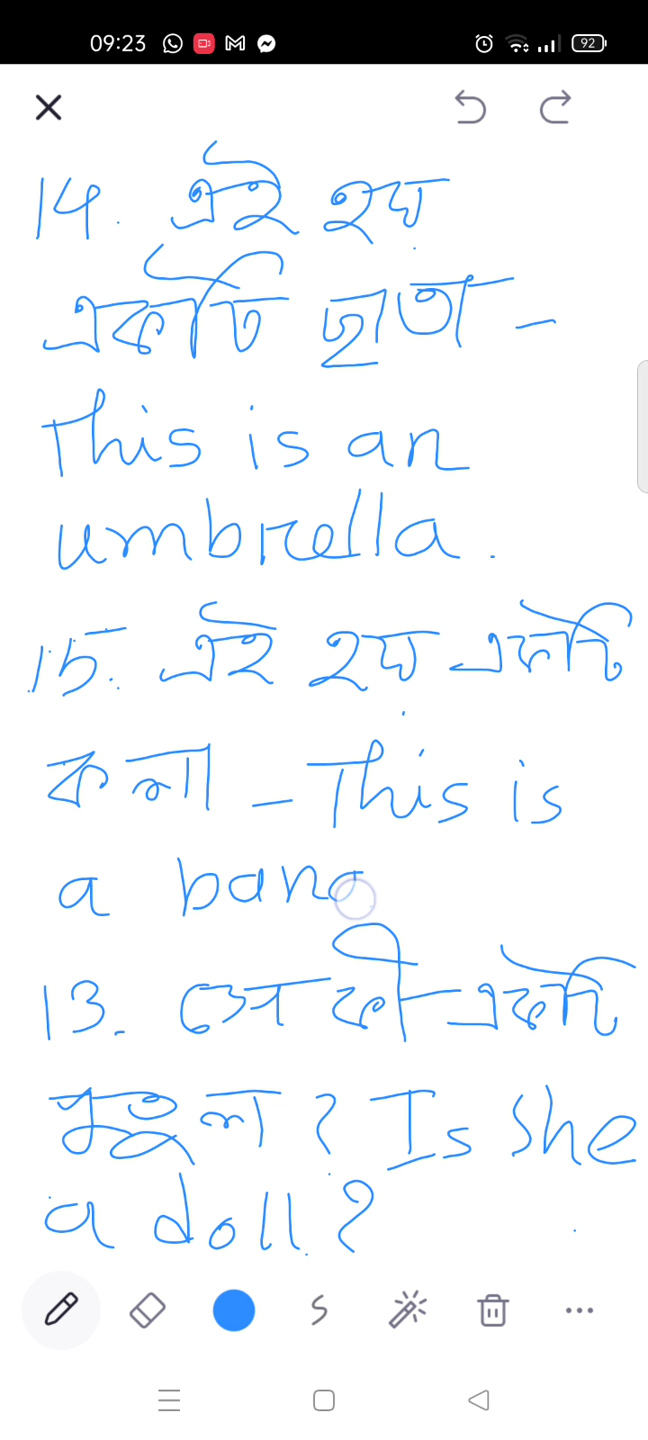 09:23
92
14. এই হয়
একটি ছাতা -
This is an
umbrella.
15. এই হয় একটি
কলা - This is
a bana
13. সে কী একটি
পুতুল? Is she
a doll?